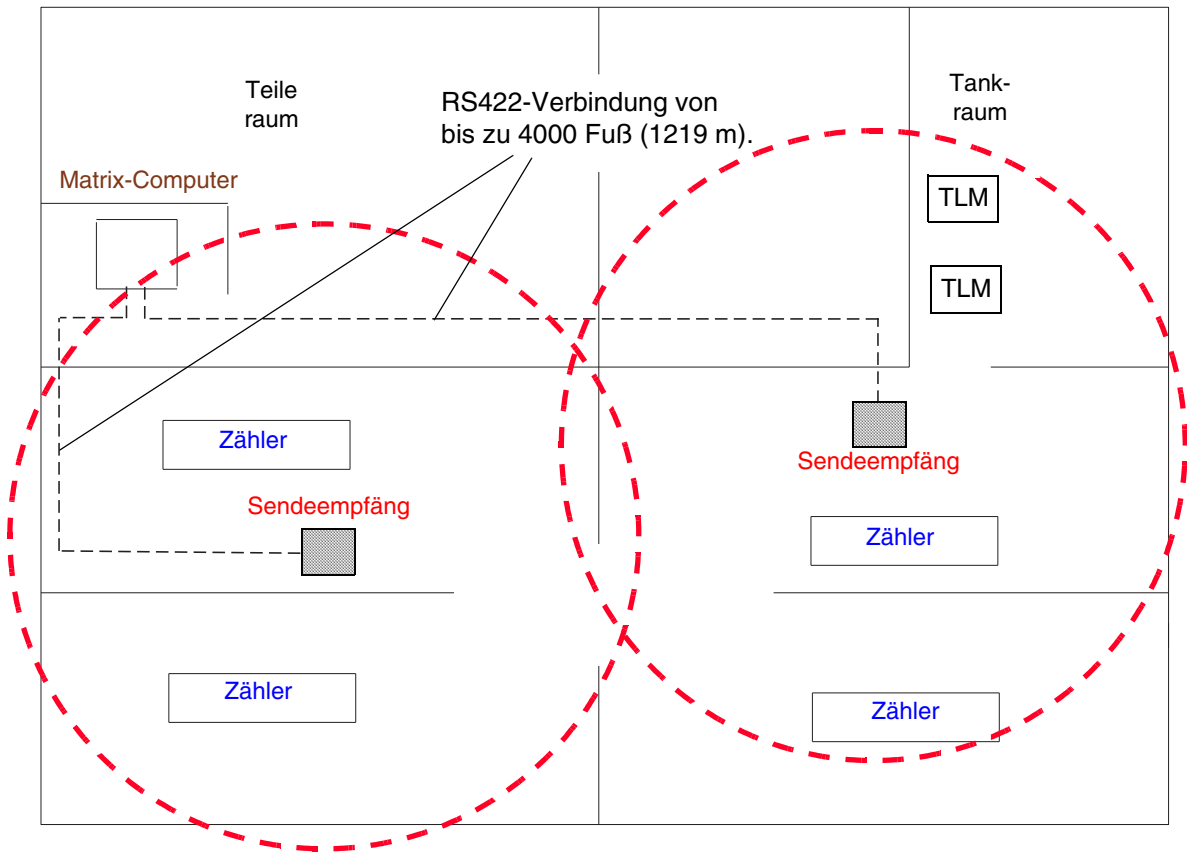 Teile
raum
RS422-Verbindung von
bis zu 4000 Fuß (1219 m).
Tank-
raum
Matrix-Computer
TLM
TLM
Zähler
Sendeempfäng
Sendeempfäng
Zähler
Zähler
Zähler